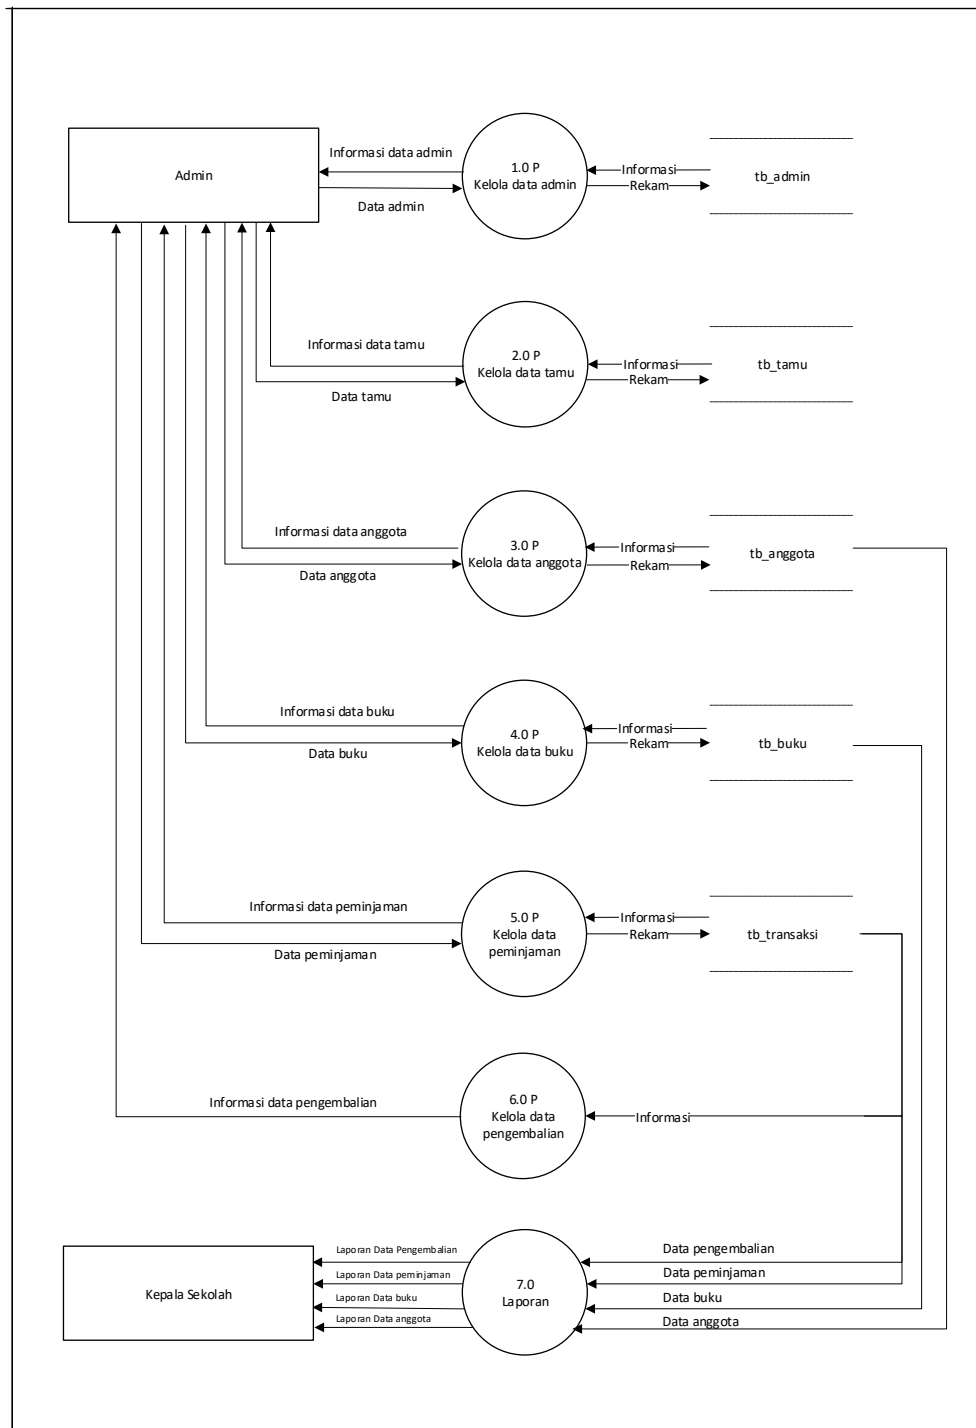 Admin
Informasi data admin
Data admin
1.0 P
Kelola data admin
Informasi
Rekam
tb_admin
Informasi data tamu
Data tamu
2.0 P
Kelola data tamu
Informasi
Rekam
tb_tamu
Informasi data anggota
Data anggota
3.0 P
Kelola data anggota
Informasi
Rekam
tb_anggota
Informasi data buku
Data buku
4.0 P
Kelola data buku
Informasi
Rekam
tb_buku
Informasi data peminjaman
Data peminjaman
5.0 P
Kelola data
peminjaman
Informasi
Rekam
tb_transaksi
Informasi data pengembalian
6.0 P
Kelola data
pengembalian
Informasi
Kepala Sekolah
Laporan Data Pengembalian
Laporan Data peminjaman
Laporan Data buku
Laporan Data anggota
7.0
Laporan
Data pengembalian
Data peminjaman
Data buku
Data anggota